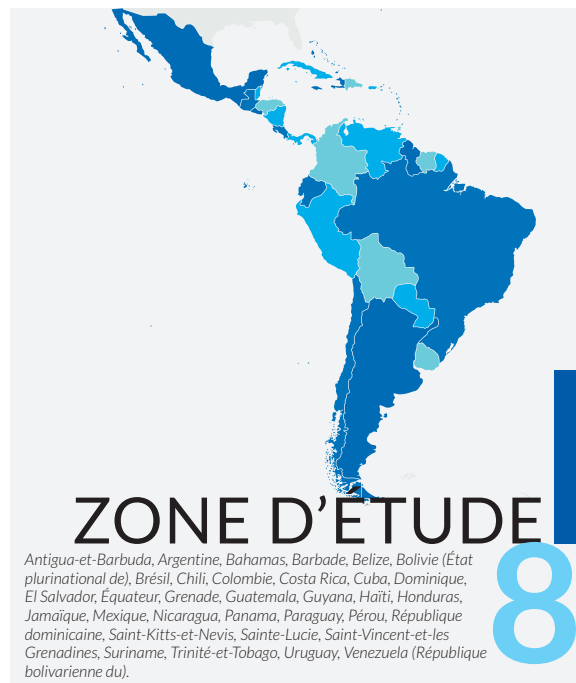 ZONE D’ÉTUDE
8
Antigua-et-Barbuda, Argentine, Bahamas, Barbade, Belize, Bolivie (État
plurinational de), Brésil, Chili, Colombie, Costa Rica, Cuba, Dominique,
El Salvador, Équateur, Grenade, Guatemala, Guyana, Haïti, Honduras,
Jamaïque, Mexique, Nicaragua, Panama, Paraguay, Pérou, République
dominicaine, Saint-Kitts-et-Nevis, Sainte-Lucie, Saint-Vincent-et-les
Grenadines, Suriname, Trinité-et-Tobago, Uruguay, Venezuela (République
bolivarienne du).